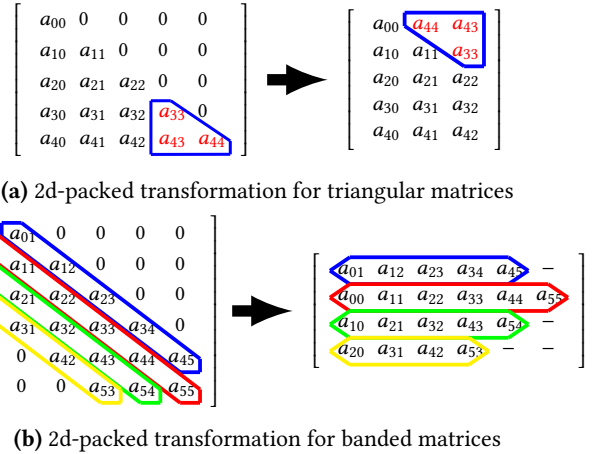 a₀₀ 0 0 0 0
a₁₀ a₁₁ 0 0 0
a₂₀ a₂₁ a₂₂ 0 0
a₃₀ a₃₁ a₃₂ a₃₃ 0
a₄₀ a₄₁ a₄₂ a₄₃ a₄₄
a₀₀ a₄₄ a₄₃
a₁₀ a₁₁ a₃₃
a₂₀ a₂₁ a₂₂
a₃₀ a₃₁ a₃₂
a₄₀ a₄₁ a₄₂
(a) 2d-packed transformation for triangular matrices
a₀₁ 0 0 0 0
a₁₁ a₁₂ 0 0 0
a₂₁ a₂₂ a₂₃ 0 0
a₃₁ a₃₂ a₃₃ a₃₄ 0
0 a₄₂ a₄₃ a₄₄ a₄₅
0 0 a₅₃ a₅₄ a₅₅
a₀₁ a₁₂ a₂₃ a₃₄ a₄₅ –
a₀₀ a₁₁ a₂₂ a₃₃ a₄₄ a₅₅
a₁₀ a₂₁ a₃₂ a₄₃ a₅₄ –
a₂₀ a₃₁ a₄₂ a₅₃ – –
(b) 2d-packed transformation for banded matrices